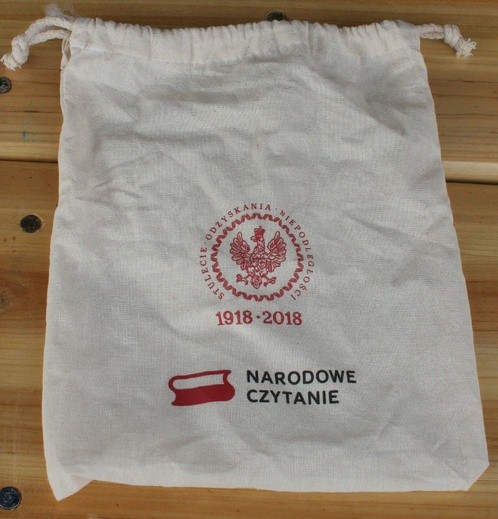 STULECIE · ODZYSKANIA · NIEPODLEGŁOŚCI
1918 · 2018
NARODOWE
CZYTANIE